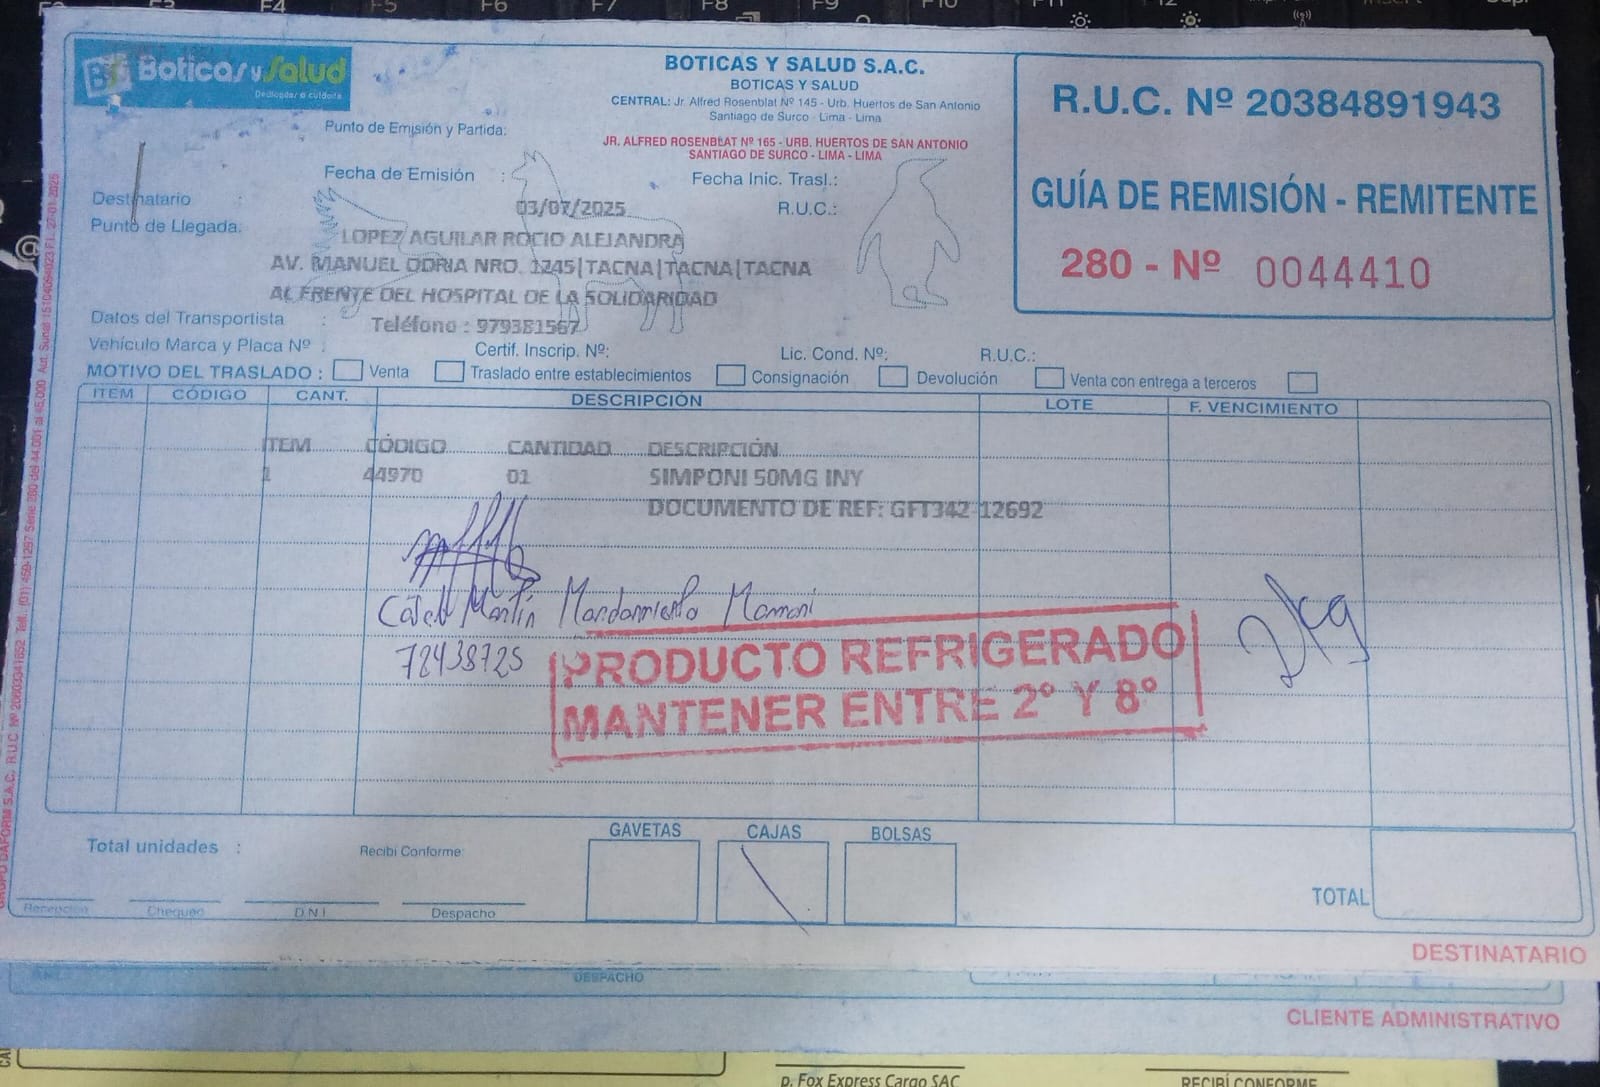 Boticas y Salud
Dedicados a cuidarte
BOTICAS Y SALUD S.A.C.
BOTICAS Y SALUD
CENTRAL: Jr. Alfred Rosenblat Nº 145 - Urb. Huertos de San Antonio
Santiago de Surco - Lima - Lima
R.U.C. Nº 20384891943
GUÍA DE REMISIÓN - REMITENTE
280 - Nº 0044410
Punto de Emisión y Partida:
JR. ALFRED ROSENBLAT Nº 165 - URB. HUERTOS DE SAN ANTONIO
SANTIAGO DE SURCO - LIMA - LIMA
Fecha de Emisión :
Fecha Inic. Trasl.:
Destinatario :
03/07/2025
R.U.C.:
Punto de Llegada:
LOPEZ AGUILAR ROCIO ALEJANDRA
AV. MANUEL ODRIA NRO. 1245|TACNA|TACNA|TACNA
AL FRENTE DEL HOSPITAL DE LA SOLIDARIDAD
Datos del Transportista :
Teléfono : 979381567
Vehículo Marca y Placa Nº :
Certif. Inscrip. Nº:
Lic. Cond. Nº:
R.U.C.:
MOTIVO DEL TRASLADO : Venta Traslado entre establecimientos Consignación Devolución Venta con entrega a terceros
ITEM CÓDIGO CANT. DESCRIPCIÓN LOTE F. VENCIMIENTO
ITEM CÓDIGO CANTIDAD DESCRIPCIÓN
1 44970 01 SIMPONI 50MG INY
DOCUMENTO DE REF: GFT342-12692
Martín Mandamiento Mamani
72438725
2kg
PRODUCTO REFRIGERADO
MANTENER ENTRE 2º Y 8º
Total unidades :
Recibí Conforme:
GAVETAS CAJAS BOLSAS
TOTAL
Recepción Chequeo D.N.I. Despacho
DESTINATARIO
DESPACHO
CLIENTE ADMINISTRATIVO
p. Fox Express Cargo SAC
RECIBÍ CONFORME